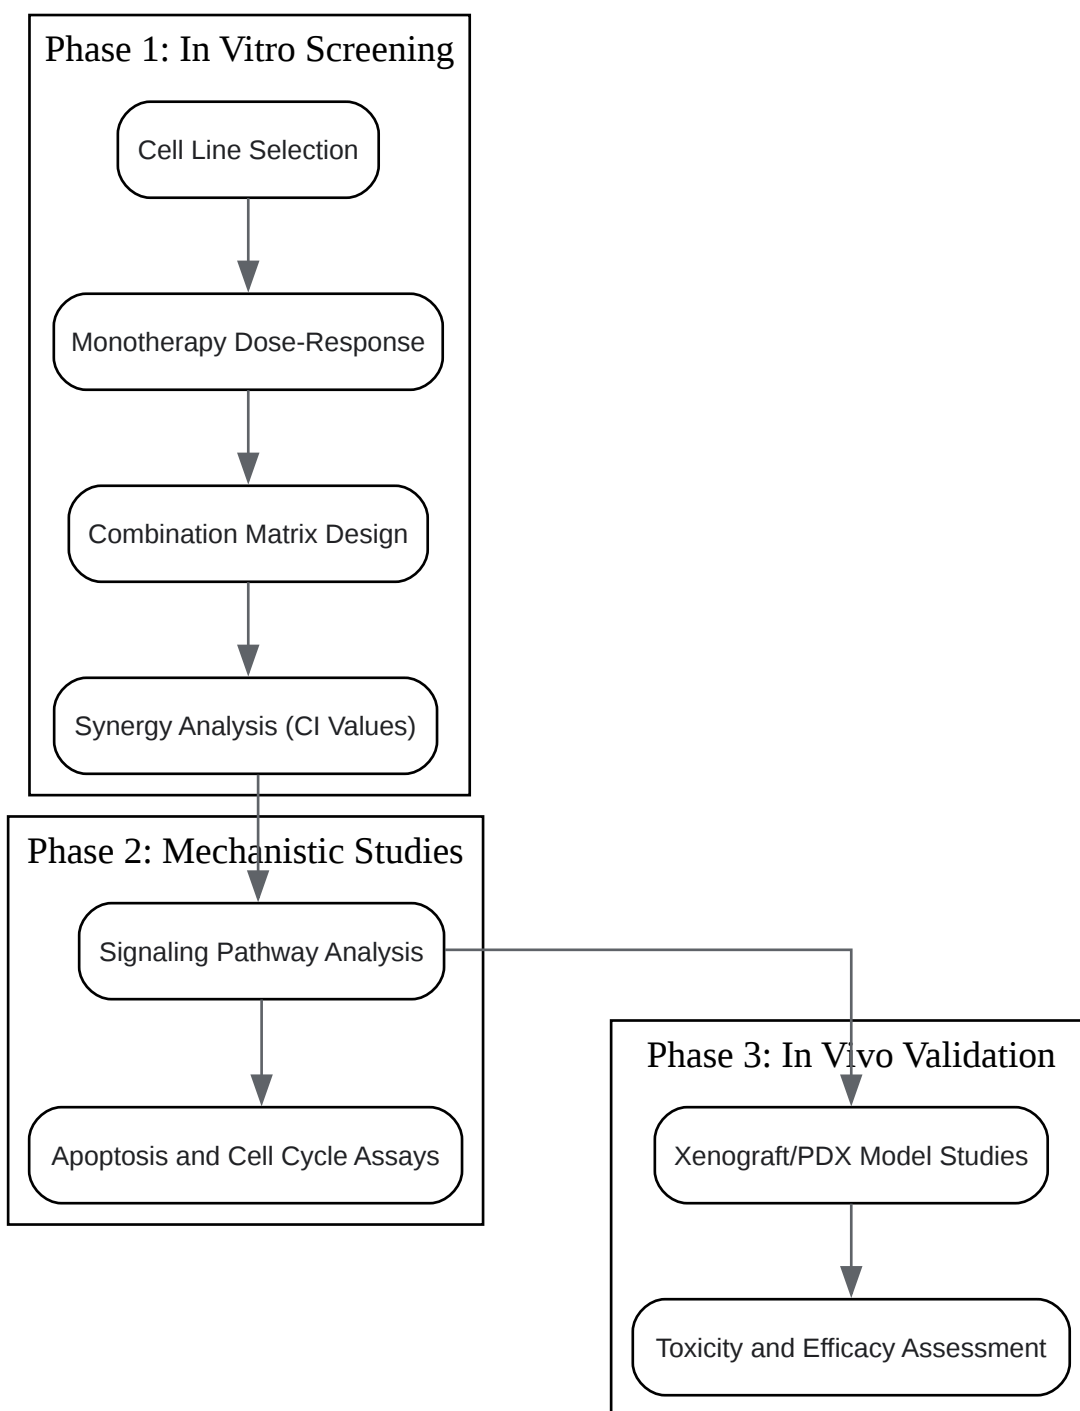 Phase 1: In Vitro Screening
Cell Line Selection
Monotherapy Dose-Response
Combination Matrix Design
Synergy Analysis (CI Values)
Phase 2: Mechanistic Studies
Signaling Pathway Analysis
Apoptosis and Cell Cycle Assays
Phase 3: In Vivo Validation
Xenograft/PDX Model Studies
Toxicity and Efficacy Assessment